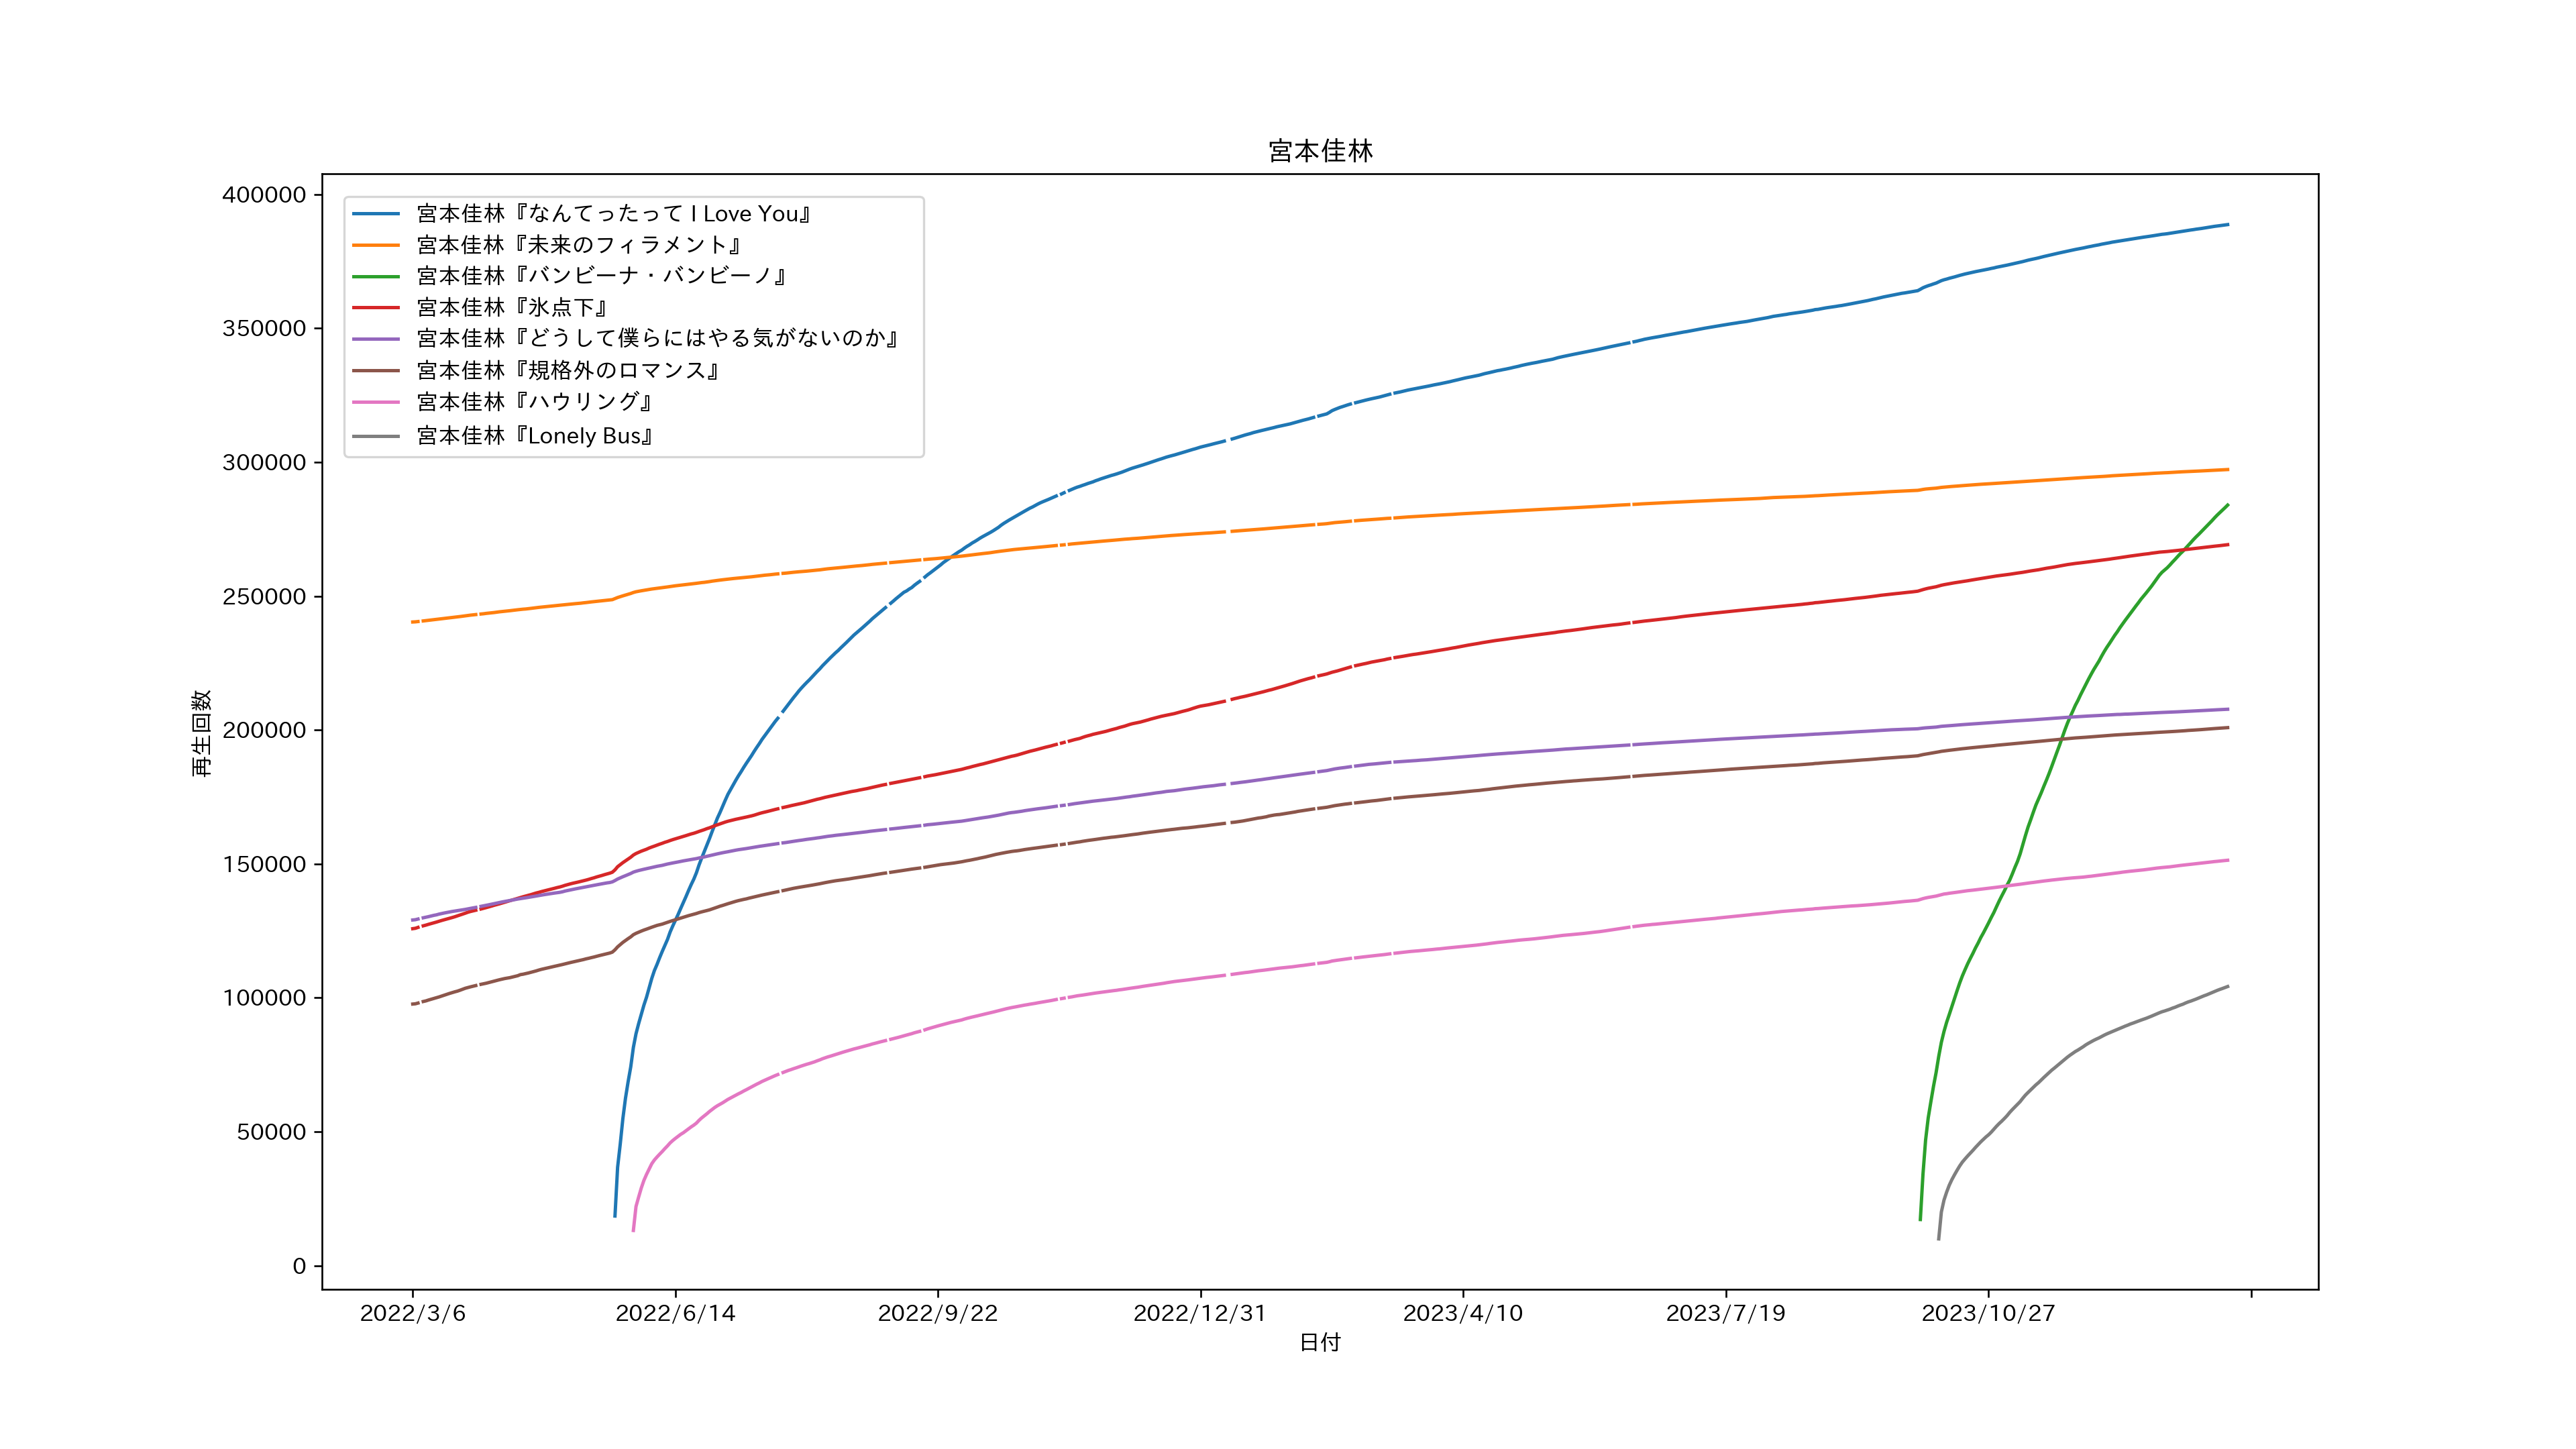 宮本佳林
400000
350000
300000
250000
200000
150000
100000
50000
0
再生回数
宮本佳林『なんてったって I Love You』
宮本佳林『未来のフィラメント』
宮本佳林『バンビーナ・バンビーノ』
宮本佳林『氷点下』
宮本佳林『どうして僕らにはやる気がないのか』
宮本佳林『規格外のロマンス』
宮本佳林『ハウリング』
宮本佳林『Lonely Bus』
2022/3/6 2022/6/14 2022/9/22 2022/12/31 2023/4/10 2023/7/19 2023/10/27
日付